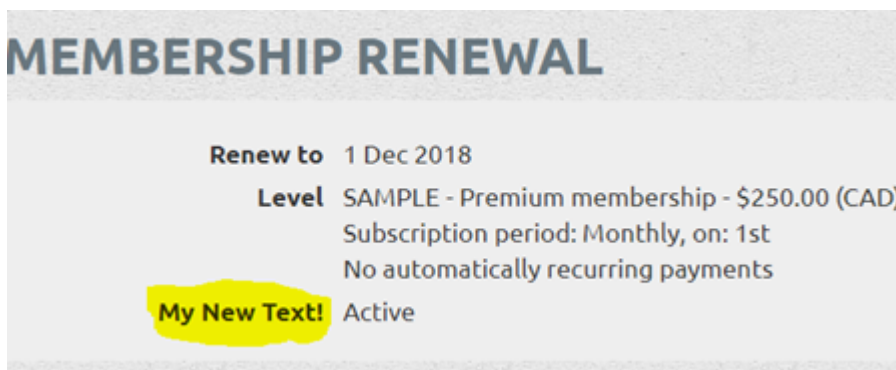 MEMBERSHIP RENEWAL
Renew to 1 Dec 2018
Level SAMPLE - Premium membership - $250.00 (CAD)
Subscription period: Monthly, on: 1st
No automatically recurring payments
My New Text! Active